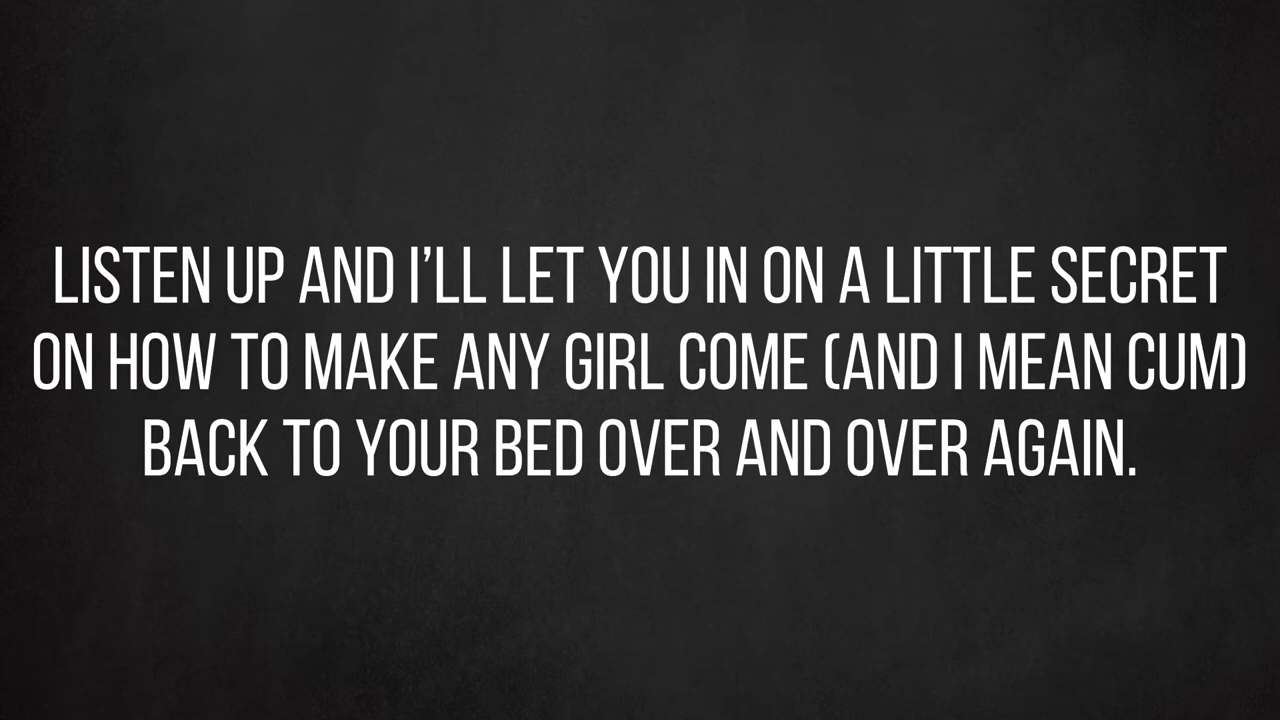 LISTEN UP AND I’LL LET YOU IN ON A LITTLE SECRET
ON HOW TO MAKE ANY GIRL COME (AND I MEAN CUM)
BACK TO YOUR BED OVER AND OVER AGAIN.